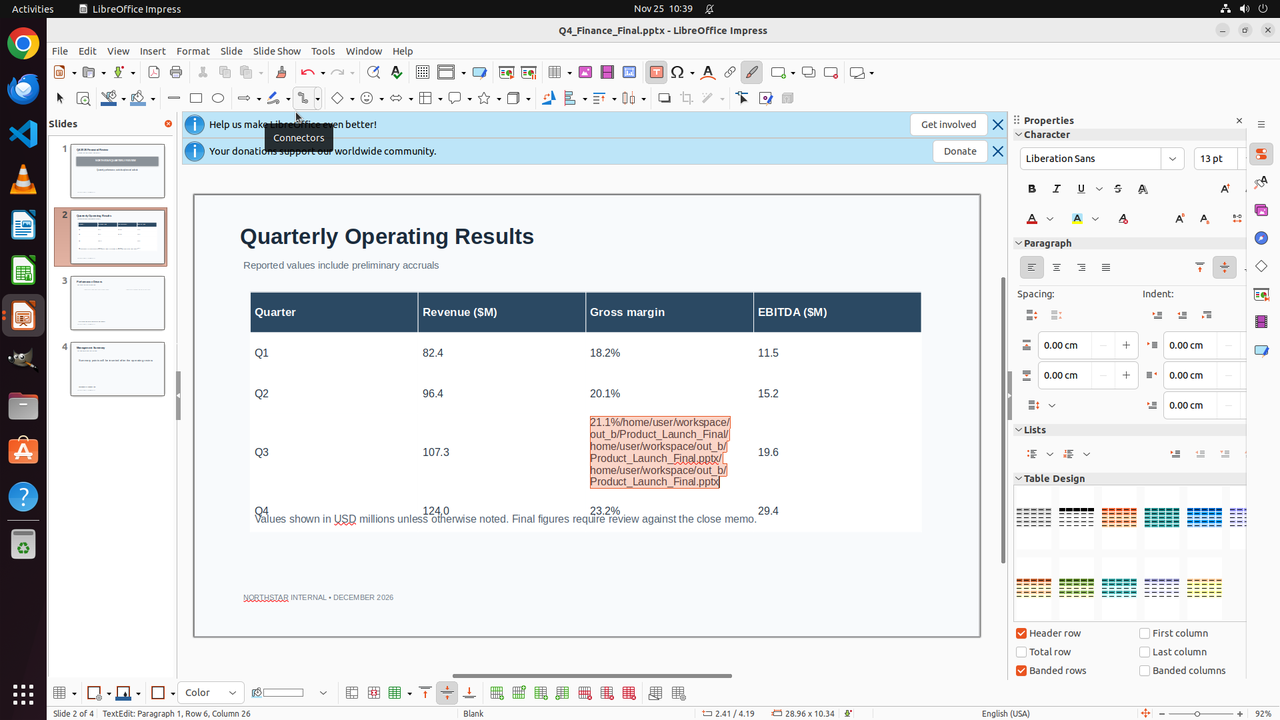 Activities
LibreOffice Impress
Nov 25 10:39
Q4_Finance_Final.pptx - LibreOffice Impress
File Edit View Insert Format Slide Slide Show Tools Window Help
Slides
Help us make LibreOffice even better!
Get involved
Connectors
Your donations support our worldwide community.
Donate
1
2
3
4
Quarterly Operating Results
Reported values include preliminary accruals
Quarter Revenue ($M) Gross margin EBITDA ($M)
Q1 82.4 18.2% 11.5
Q2 96.4 20.1% 15.2
Q3 107.3 21.1%/home/user/workspace/
out_b/Product_Launch_Final/
home/user/workspace/out_b/
Product_Launch_Final.pptx/
home/user/workspace/out_b/
Product_Launch_Final.pptx
19.6
Q4 124.0 23.2% 29.4
Values shown in USD millions unless otherwise noted. Final figures require review against the close memo.
NORTHSTAR INTERNAL • DECEMBER 2026
Properties
Character
Liberation Sans
13 pt
Paragraph
Spacing:
Indent:
0.00 cm
0.00 cm
0.00 cm
0.00 cm
0.00 cm
Lists
Table Design
Header row
First column
Total row
Last column
Banded rows
Banded columns
Color
Slide 2 of 4
TextEdit: Paragraph 1, Row 6, Column 26
Blank
2.41 / 4.19
28.96 x 10.34
English (USA)
92%